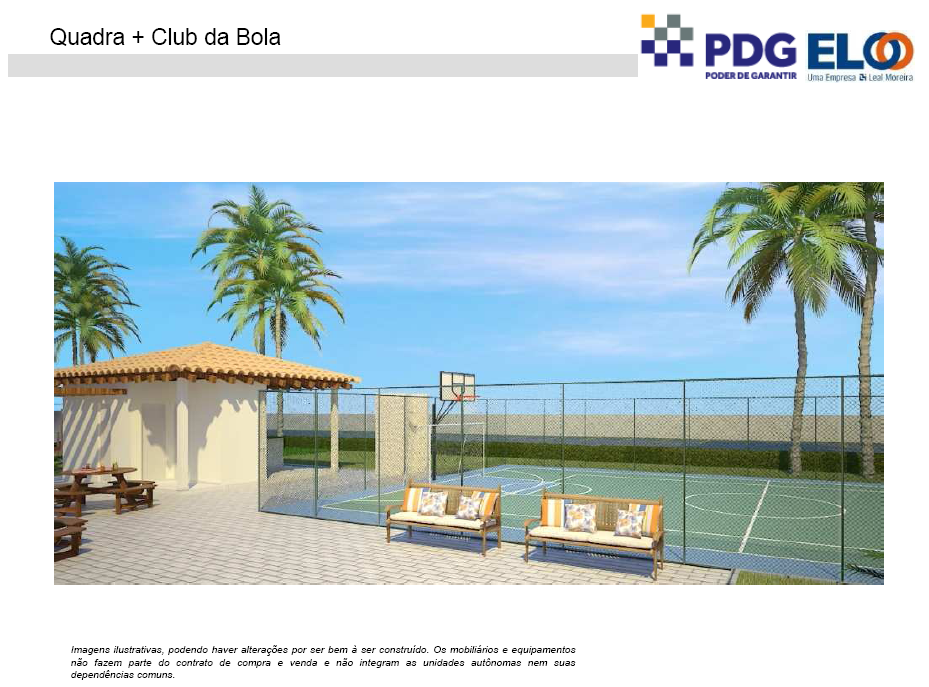 Quadra + Club da Bola
PDG
PODER DE GARANTIR
ELO
Uma Empresa Leal Moreira
Imagens ilustrativas, podendo haver alterações por ser bem à ser construído. Os mobiliários e equipamentos
não fazem parte do contrato de compra e venda e não integram as unidades autônomas nem suas
dependências comuns.